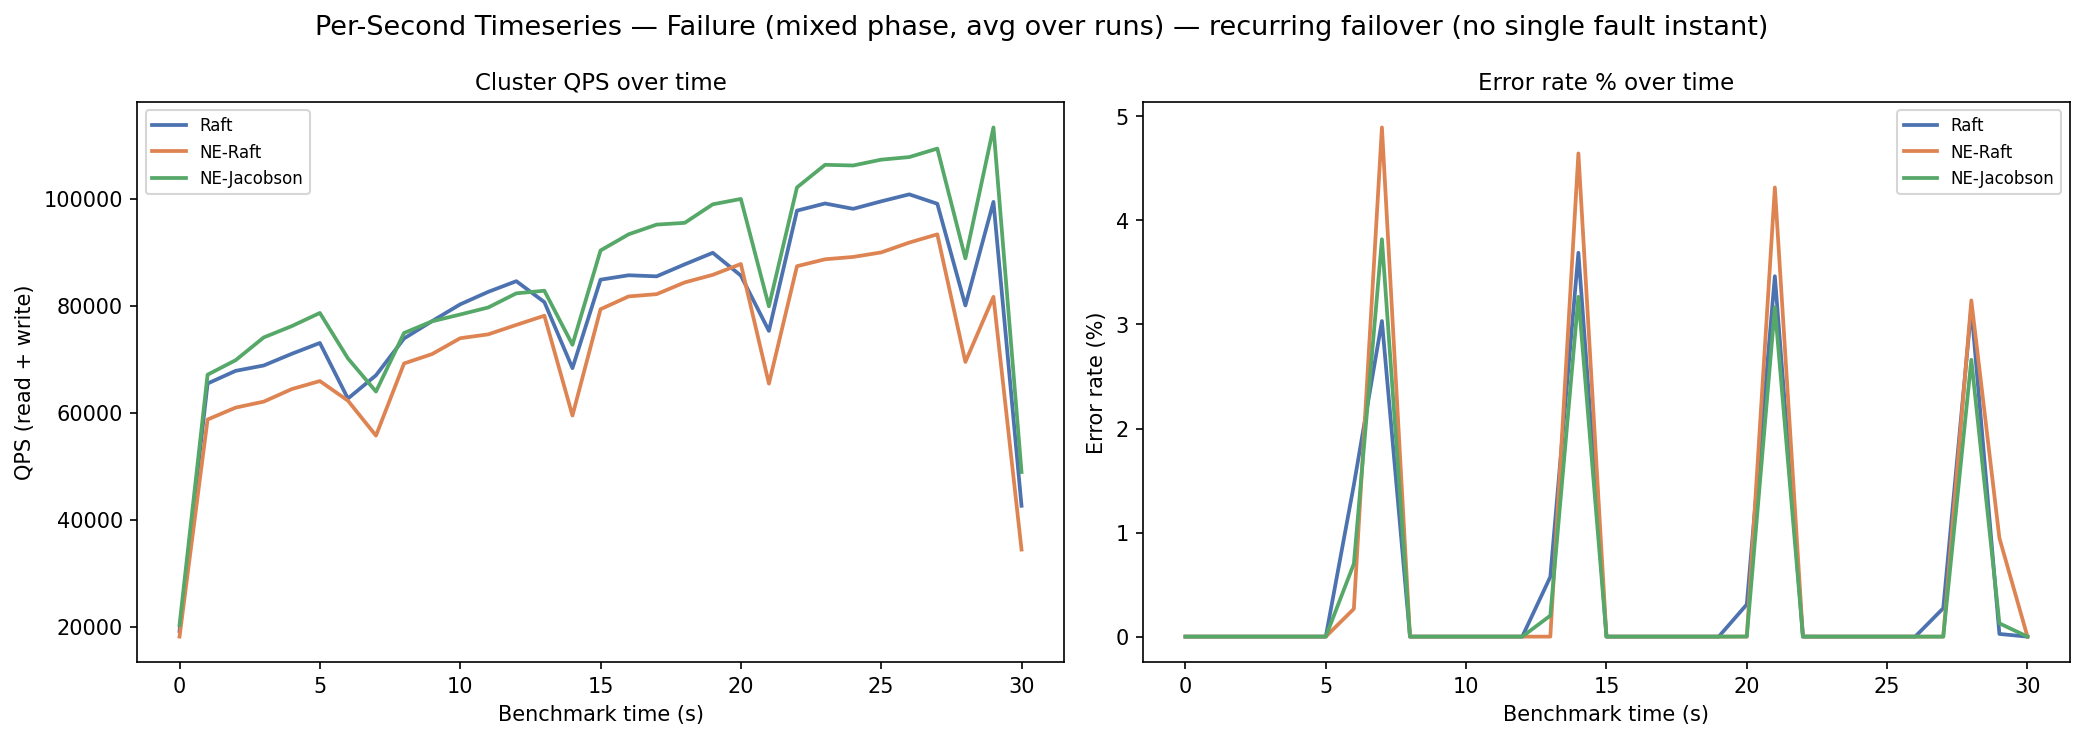 Per-Second Timeseries — Failure (mixed phase, avg over runs) — recurring failover (no single fault instant)
Cluster QPS over time
Raft
NE-Raft
NE-Jacobson
QPS (read + write)
100000
80000
60000
40000
20000
0 5 10 15 20 25 30
Benchmark time (s)
Error rate % over time
Raft
NE-Raft
NE-Jacobson
Error rate (%)
5
4
3
2
1
0
0 5 10 15 20 25 30
Benchmark time (s)